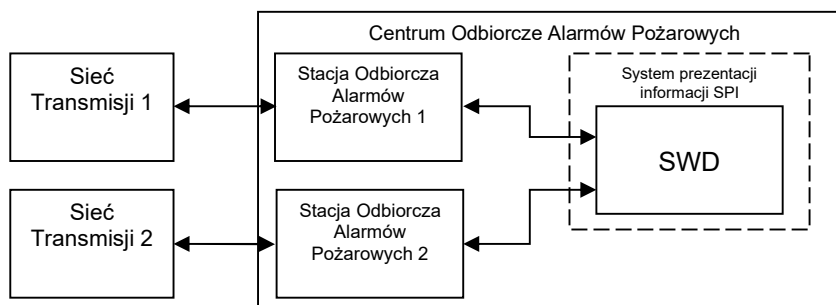 Centrum Odbiorcze Alarmów Pożarowych
Sieć
Transmisji 1
Stacja Odbiorcza
Alarmów
Pożarowych 1
System prezentacji
informacji SPI
SWD
Sieć
Transmisji 2
Stacja Odbiorcza
Alarmów
Pożarowych 2